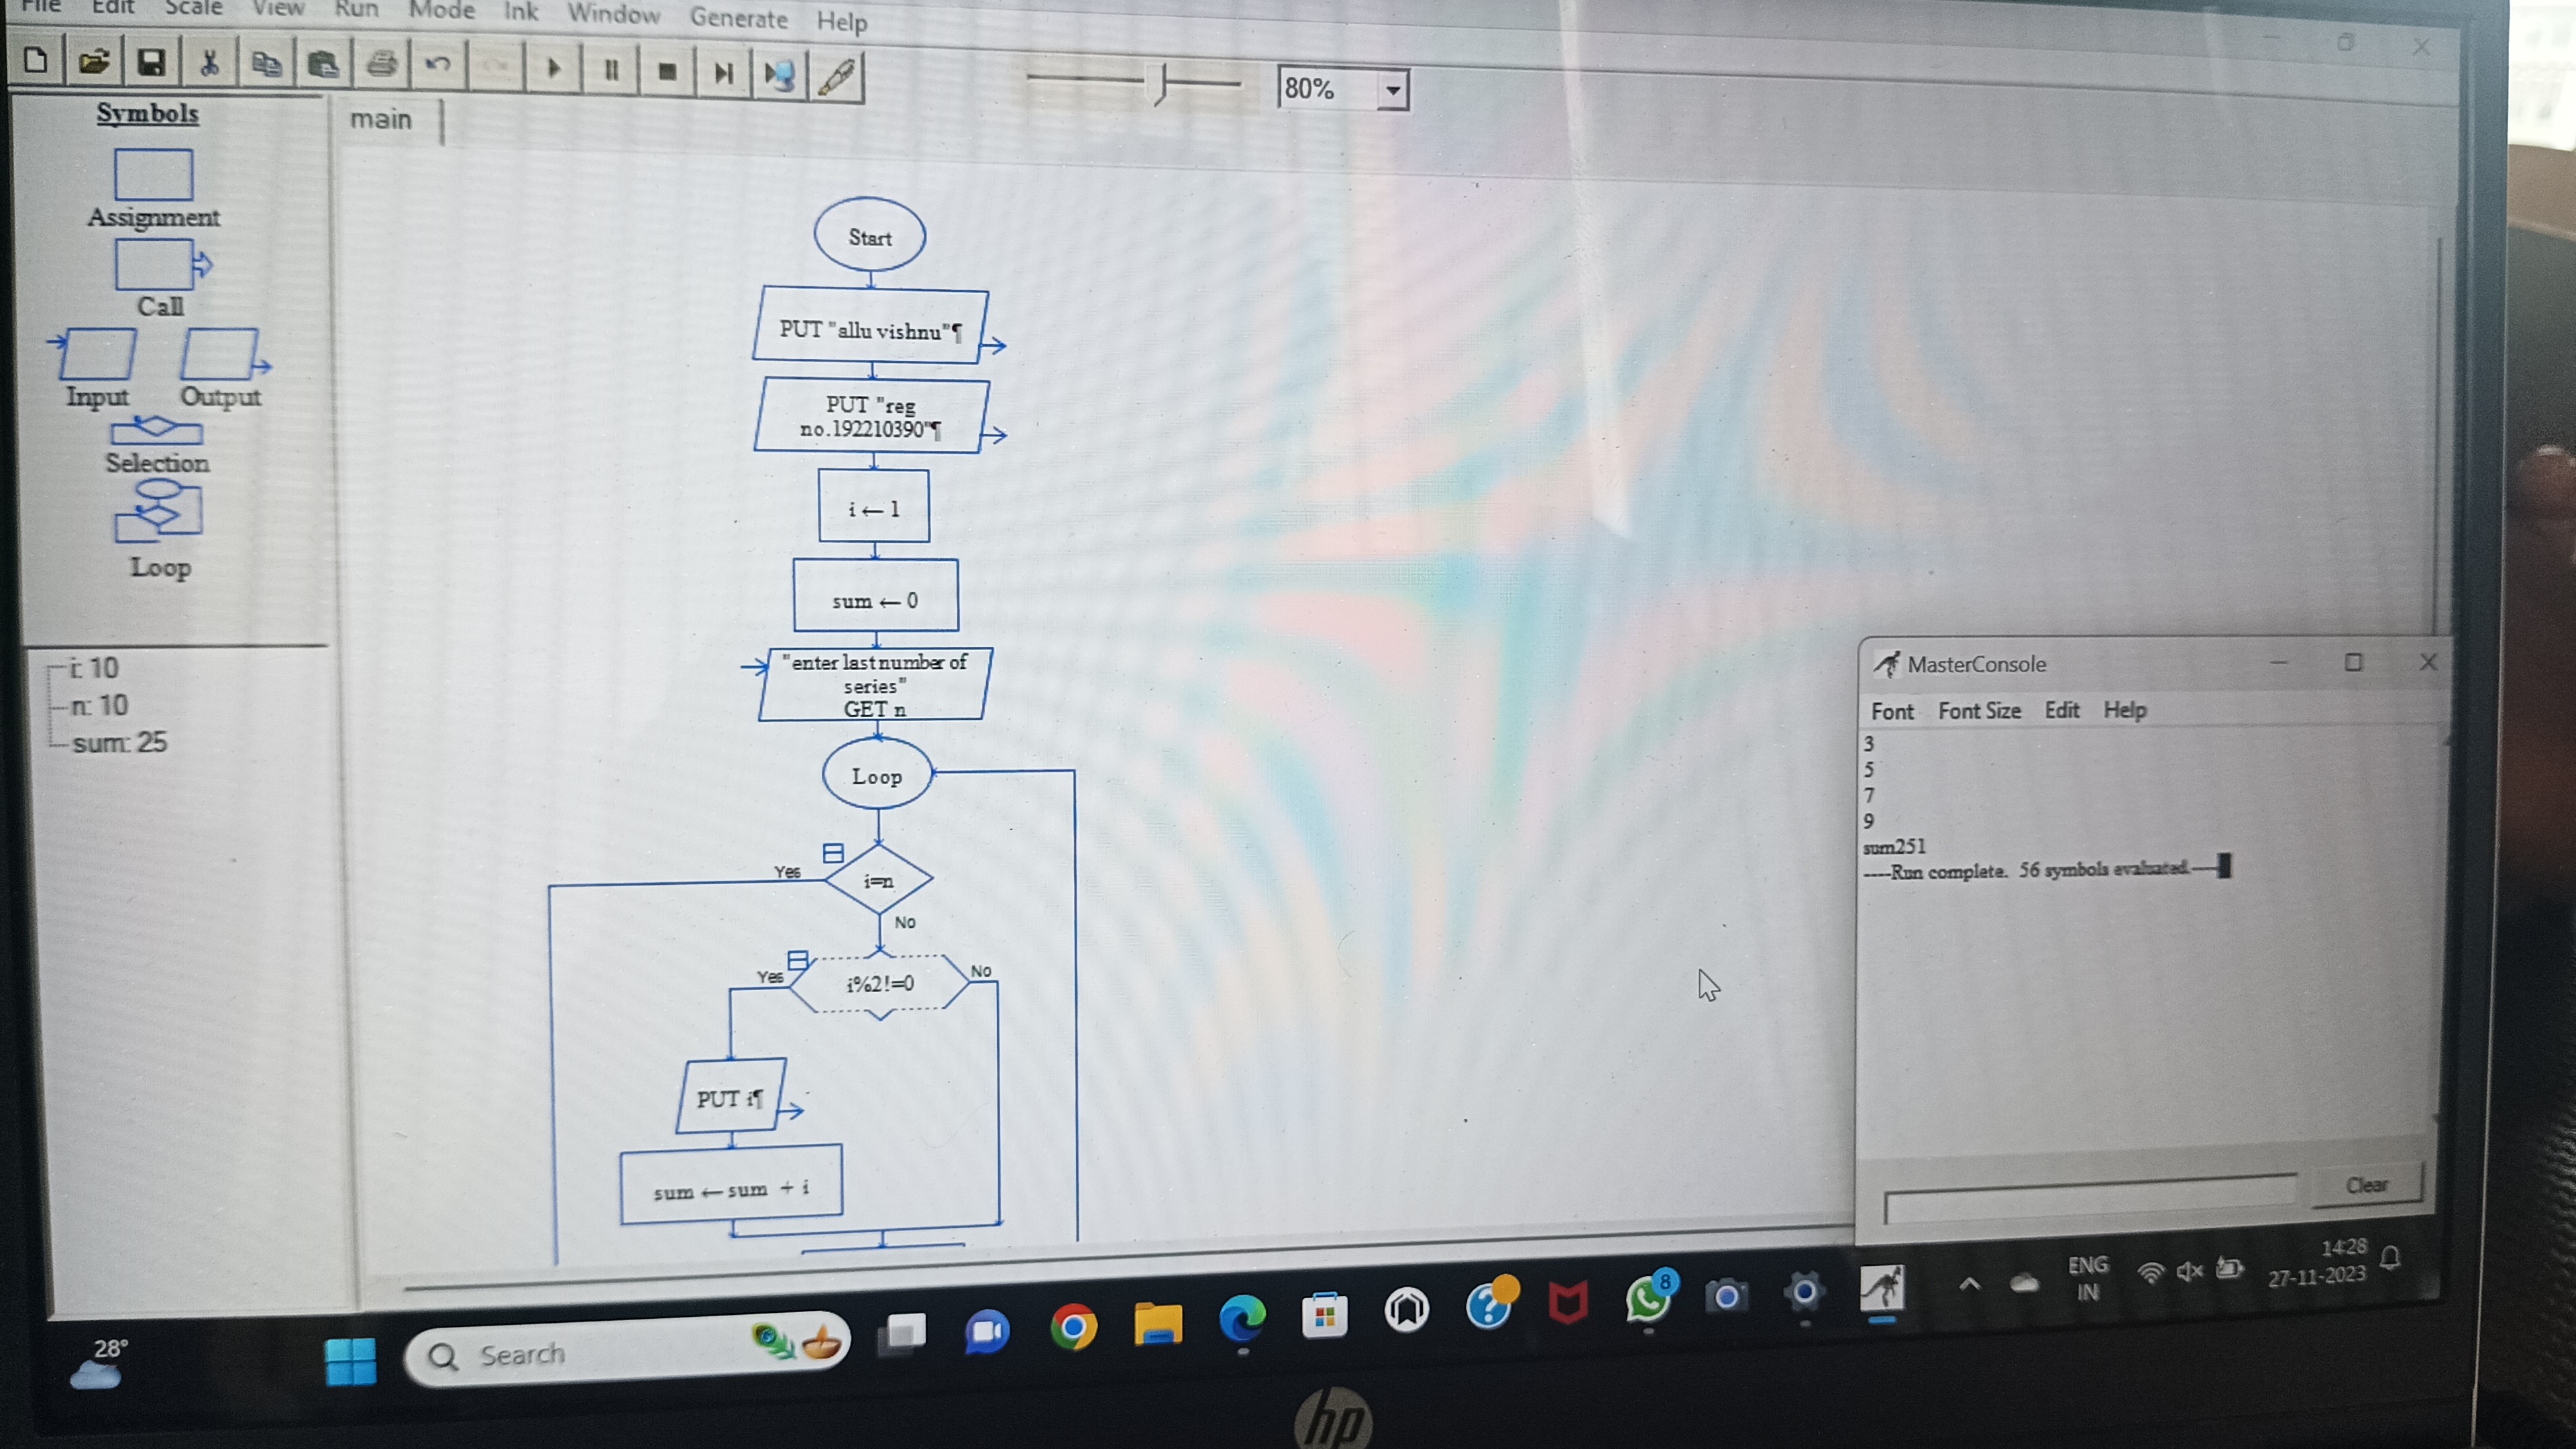 File Edit Scale View Run Mode Ink Window Generate Help
80%
Symbols
Assignment
Call
Input Output
Selection
Loop
i: 10
n: 10
sum: 25
main
Start
PUT "allu vishnu"¶
PUT "reg
no.192210390"¶
i ← 1
sum ← 0
"enter last number of
series"
GET n
Loop
Yes
i=n
No
Yes
i%2!=0
No
PUT i¶
sum ← sum + i
MasterConsole
Font Font Size Edit Help
3
5
7
9
sum251
----Run complete. 56 symbols evaluated.----
Clear
28°
Search
8
ENG
IN
14:28
27-11-2023
hp